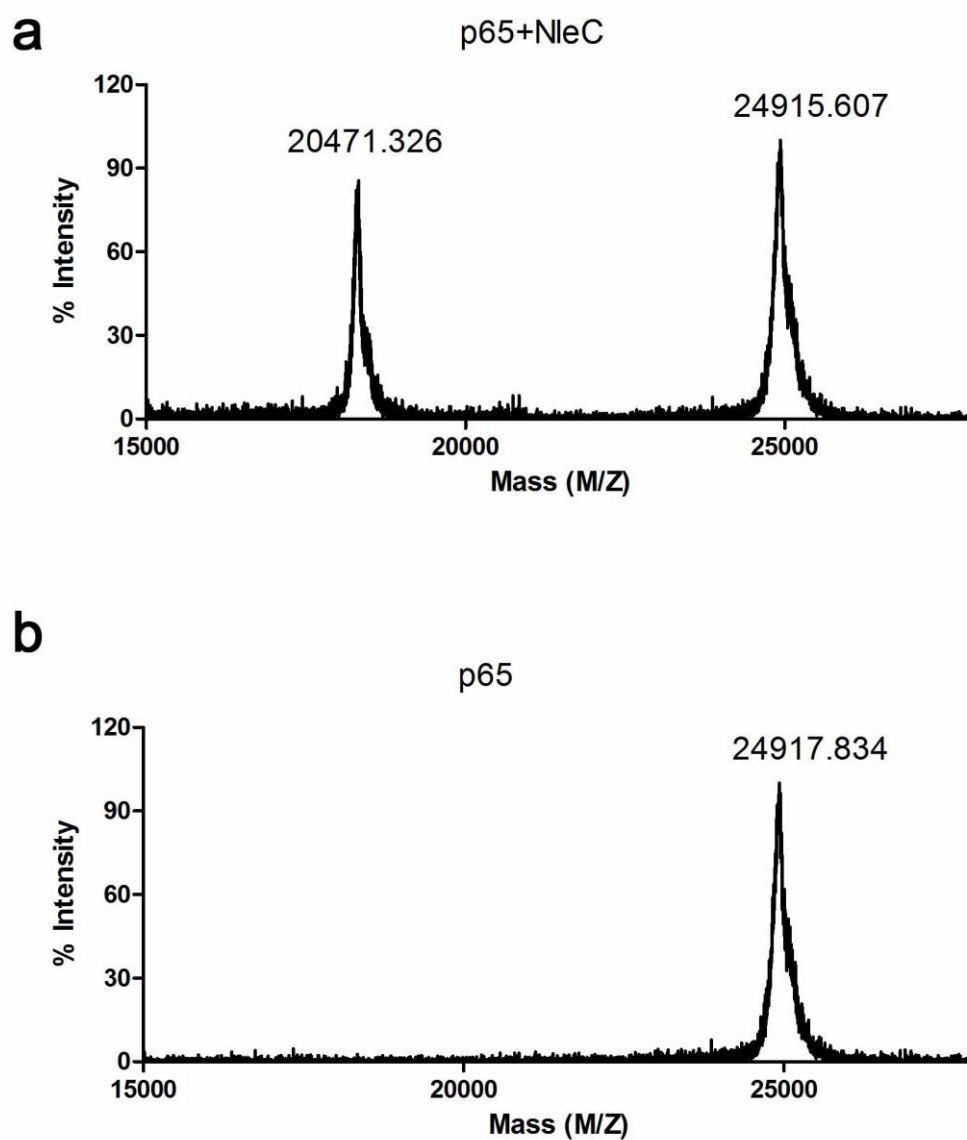 a
p65+NleC
120
20471.326
24915.607
90
% Intensity
60
30
0
15000
20000
25000
Mass (M/Z)
b
p65
120
24917.834
90
% Intensity
60
30
0
15000
20000
25000
Mass (M/Z)